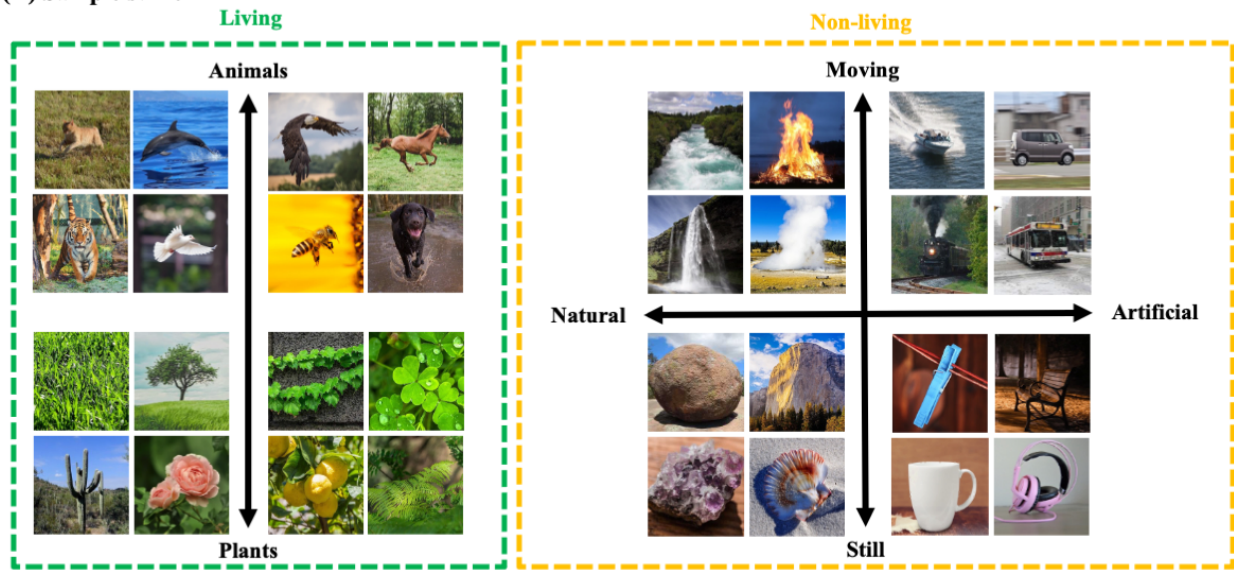 Living
Non-living
Animals
Moving
Natural
Artificial
Plants
Still